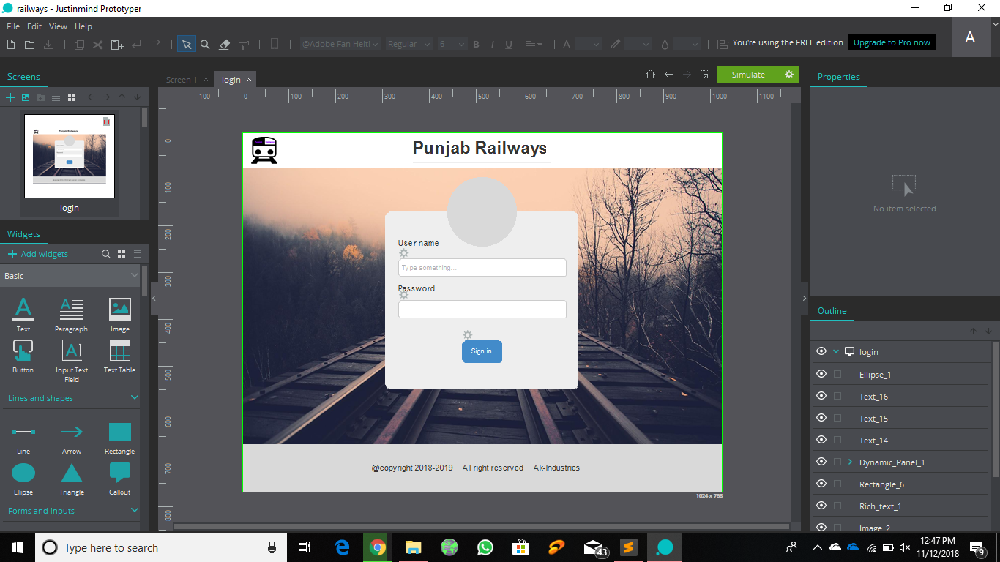 railways - Justinmind Prototyper
File Edit View Help
@Adobe Fan Heiti Regular 6 B I U A You're using the FREE edition Upgrade to Pro now A
Screens
Screen 1 login Simulate Properties
-100 0 100 200 300 400 500 600 700 800 900 1000 1100
login
Widgets
Add widgets
Basic
Text Paragraph Image
Button Input Text Field Text Table
Lines and shapes
Line Arrow Rectangle
Ellipse Triangle Callout
Forms and inputs
0
100
200
300
400
500
600
700
800
Punjab Railways
User name
Type something...
Password
Sign in
@copyright 2018-2019 All right reserved Ak-Industries
1024 x 768
No item selected
Outline
login
Ellipse_1
Text_16
Text_15
Text_14
Dynamic_Panel_1
Rectangle_6
Rich_text_1
Image_2
Type here to search
43
12:47 PM
11/12/2018
9